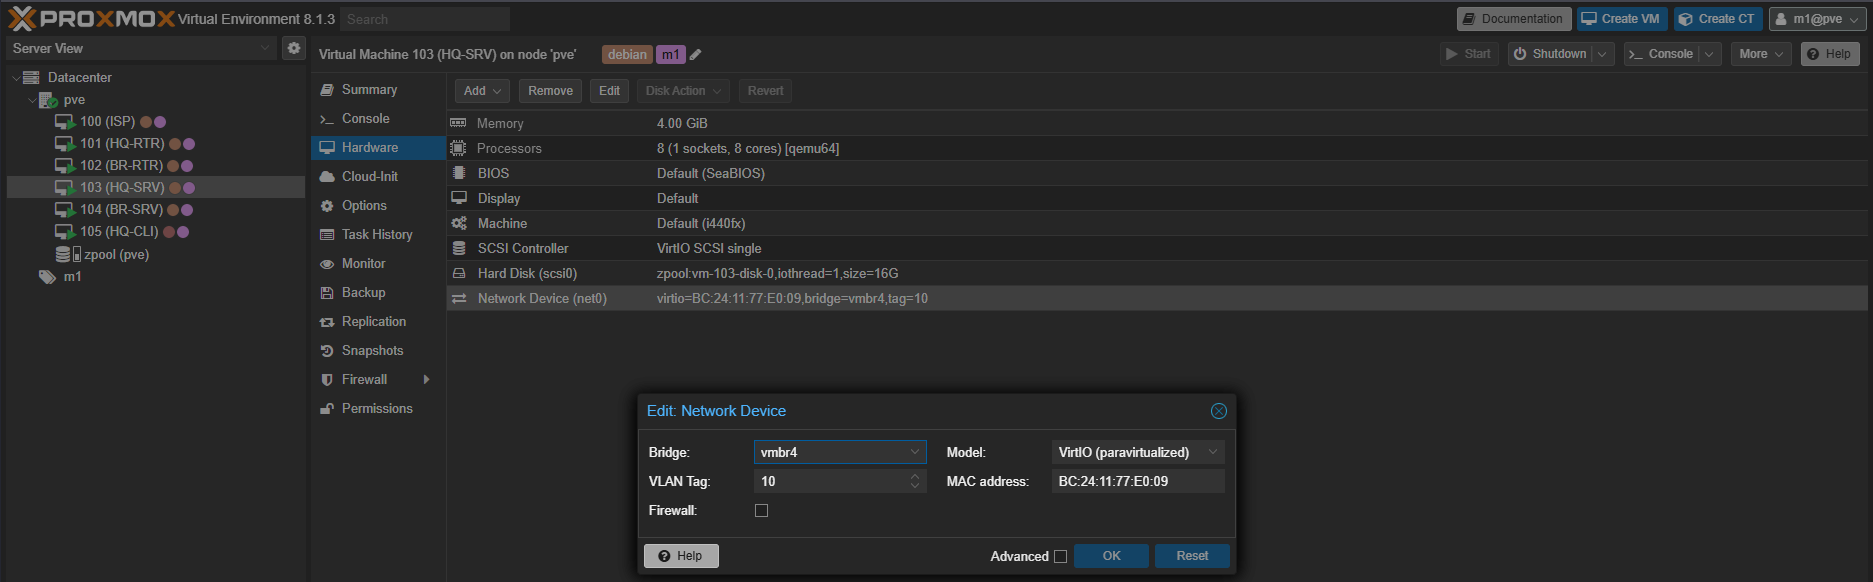 PROXMOX Virtual Environment 8.1.3 Search Documentation Create VM Create CT m1@pve
Server View
Virtual Machine 103 (HQ-SRV) on node 'pve' debian m1 Start Shutdown Console More Help
Datacenter
pve
100 (ISP)
101 (HQ-RTR)
102 (BR-RTR)
103 (HQ-SRV)
104 (BR-SRV)
105 (HQ-CLI)
zpool (pve)
m1
Summary
Console
Hardware
Cloud-Init
Options
Task History
Monitor
Backup
Replication
Snapshots
Firewall
Permissions
Add Remove Edit Disk Action Revert
Memory 4.00 GiB
Processors 8 (1 sockets, 8 cores) [qemu64]
BIOS Default (SeaBIOS)
Display Default
Machine Default (i440fx)
SCSI Controller VirtIO SCSI single
Hard Disk (scsi0) zpool:vm-103-disk-0,iothread=1,size=16G
Network Device (net0) virtio=BC:24:11:77:E0:09,bridge=vmbr4,tag=10
Edit: Network Device
Bridge: vmbr4 Model: VirtIO (paravirtualized)
VLAN Tag: 10 MAC address: BC:24:11:77:E0:09
Firewall:
Help Advanced OK Reset